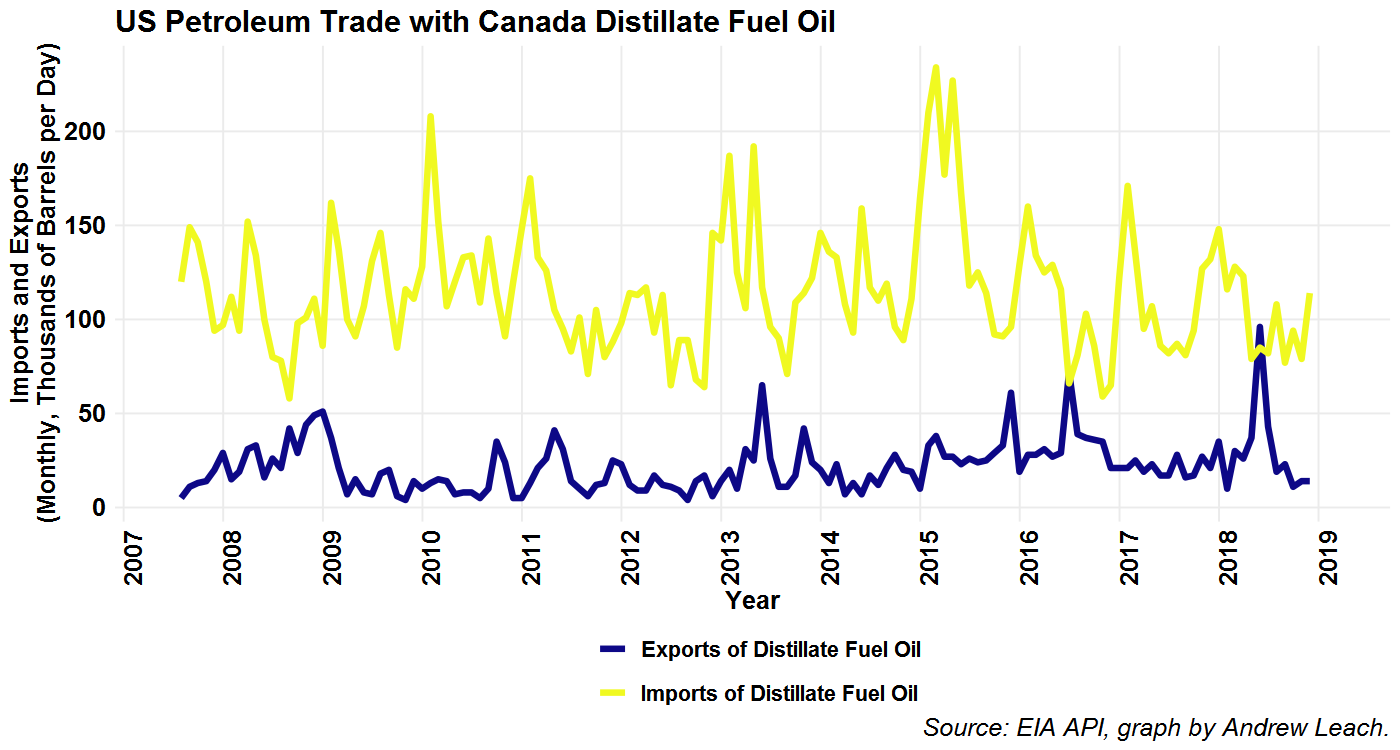 US Petroleum Trade with Canada Distillate Fuel Oil
Imports and Exports
(Monthly, Thousands of Barrels per Day)
200
150
100
50
0
2007
2008
2009
2010
2011
2012
2013
2014
2015
2016
2017
2018
2019
Year
Exports of Distillate Fuel Oil
Imports of Distillate Fuel Oil
Source: EIA API, graph by Andrew Leach.